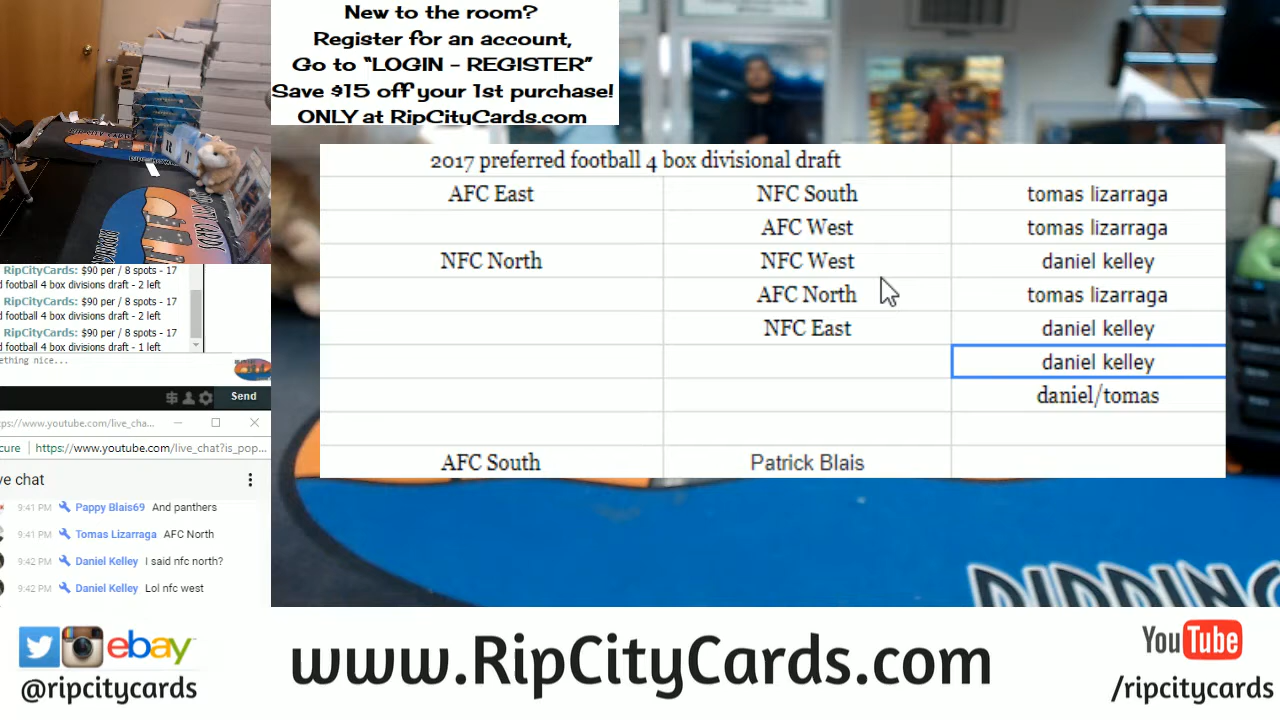 New to the room?
Register for an account,
Go to “LOGIN - REGISTER”
Save $15 off your 1st purchase!
ONLY at RipCityCards.com
2017 preferred football 4 box divisional draft
AFC East NFC South tomas lizarraga
AFC West tomas lizarraga
NFC North NFC West daniel kelley
AFC North tomas lizarraga
NFC East daniel kelley
daniel kelley
daniel/tomas
AFC South Patrick Blais
RipCityCards: $90 per / 8 spots - 17
d football 4 box divisions draft - 2 left
RipCityCards: $90 per / 8 spots - 17
d football 4 box divisions draft - 2 left
RipCityCards: $90 per / 8 spots - 17
d football 4 box divisions draft - 1 left
ething nice...
Send
ps://www.youtube.com/live_cha...
cure https://www.youtube.com/live_chat?is_pop...
ve chat
9:41 PM Pappy Blais69 And panthers
9:41 PM Tomas Lizarraga AFC North
9:42 PM Daniel Kelley I said nfc north?
9:42 PM Daniel Kelley Lol nfc west
ebay
@ripcitycards
www.RipCityCards.com
YouTube
/ripcitycards